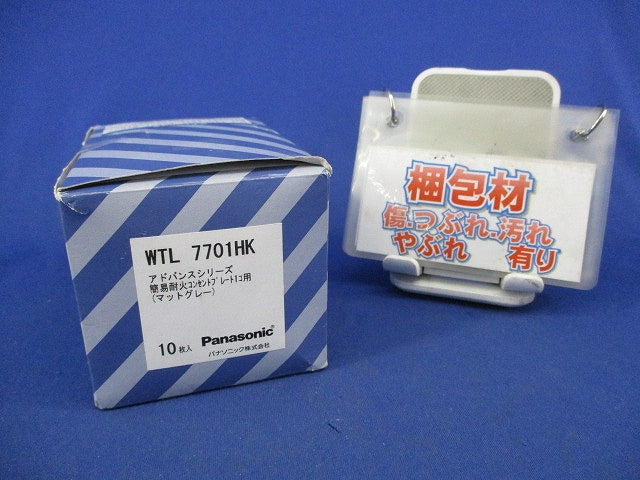 WTL 7701HK
アドバンスシリーズ
簡易耐火コンセントプレート1コ用
(マットグレー)
10枚入 Panasonic
パナソニック株式会社
梱包材
傷.つぶれ.汚れ
やぶれ 有り